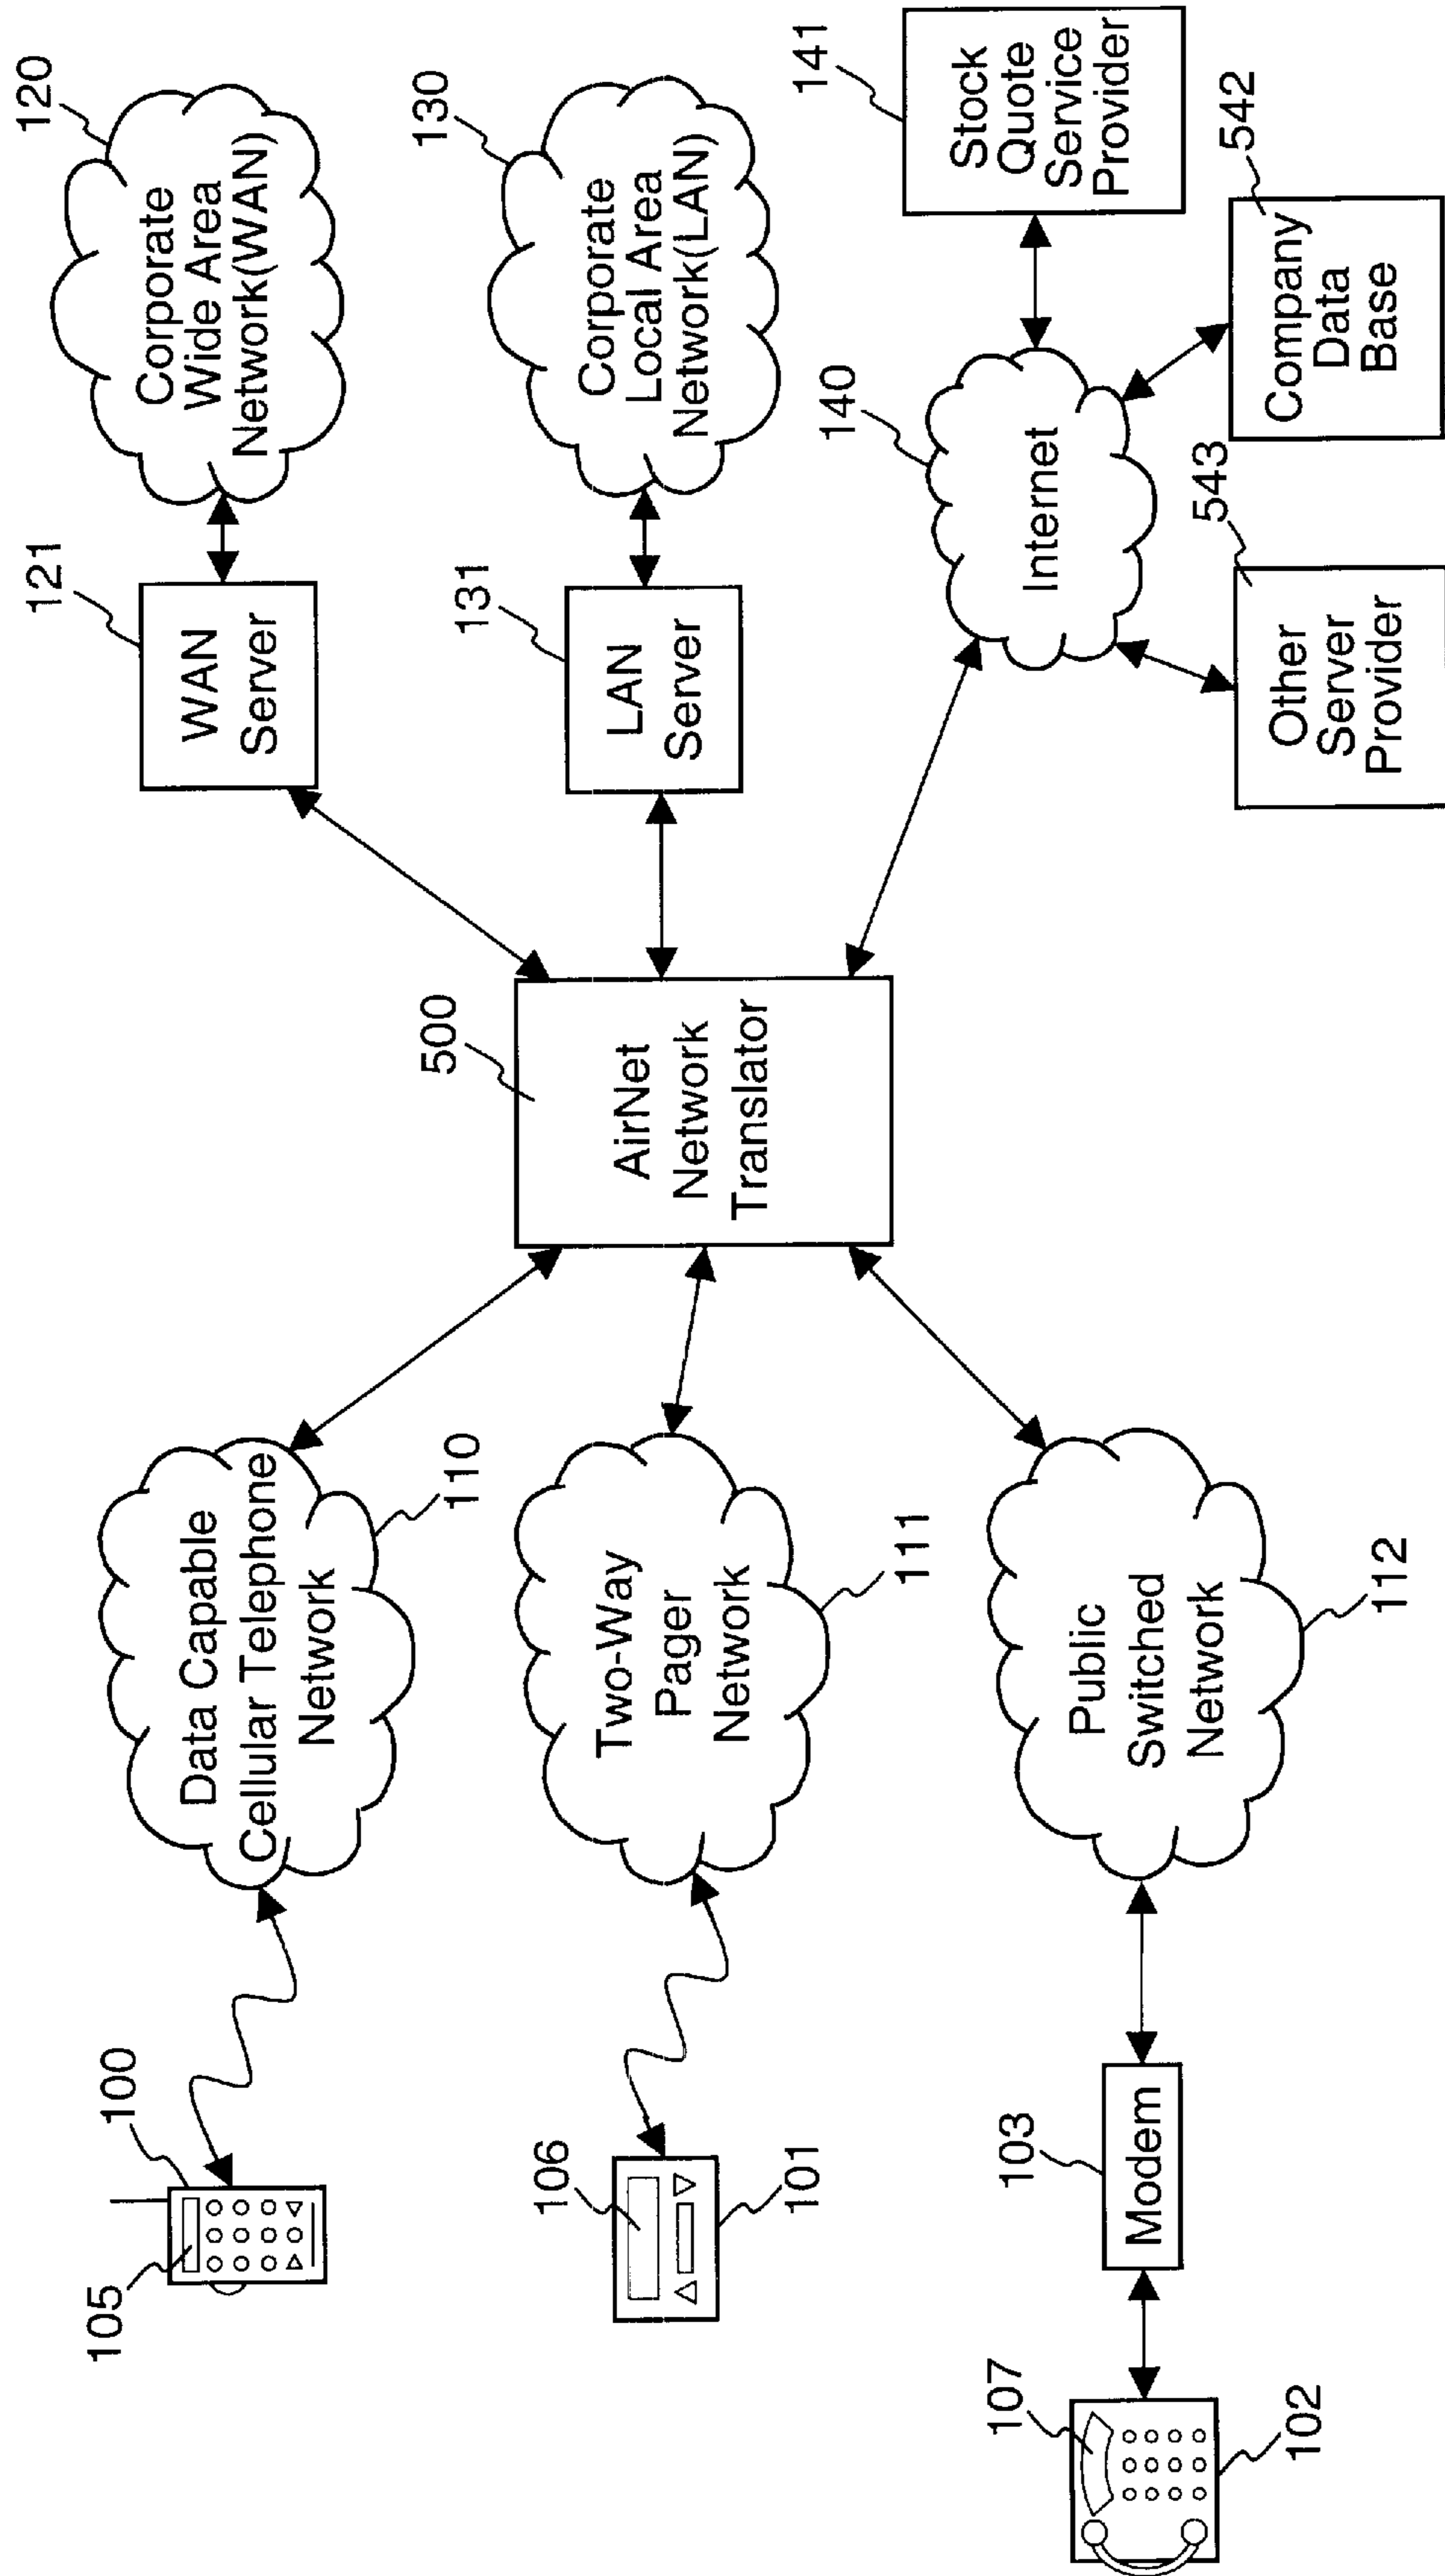 100
105
Data Capable
Cellular Telephone
Network
110
106
101
Two-Way
Pager
Network
111
107
102
103
Modem
Public
Switched
Network
112
500
AirNet
Network
Translator
121
WAN
Server
120
Corporate
Wide Area
Network(WAN)
131
LAN
Server
130
Corporate
Local Area
Network(LAN)
140
Internet
141
Stock
Quote
Service
Provider
543
Other
Server
Provider
542
Company
Data
Base